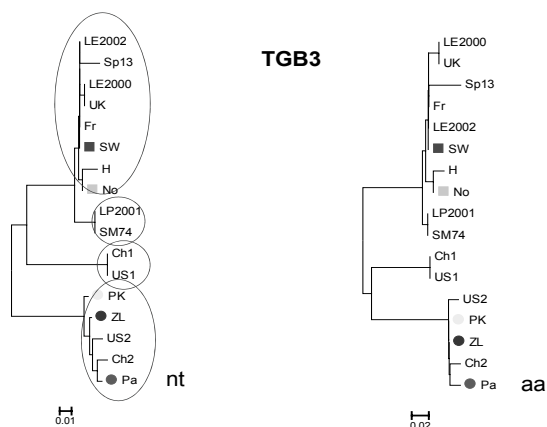 TGB3
LE2002
Sp13
LE2000
UK
Fr
SW
H
No
LP2001
SM74
Ch1
US1
PK
ZL
US2
Ch2
Pa
nt
0.01
LE2000
UK
Sp13
Fr
LE2002
SW
H
No
LP2001
SM74
Ch1
US1
US2
PK
ZL
Ch2
Pa
aa
0.02